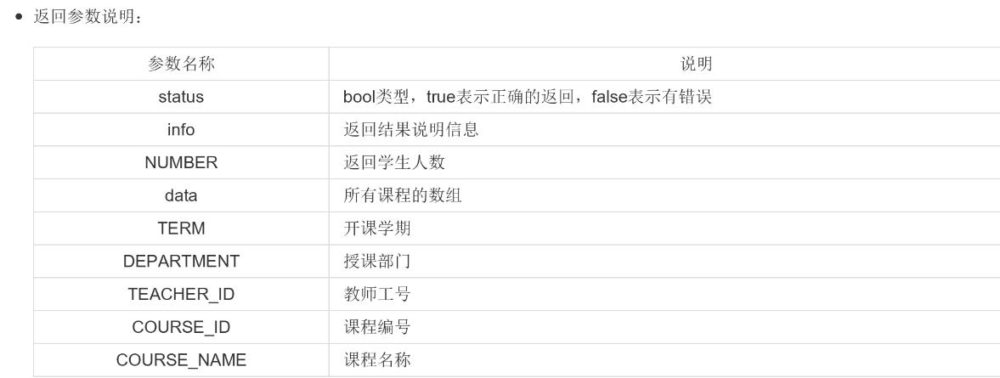 返回参数说明：
参数名称 说明
status bool类型，true表示正确的返回，false表示有错误
info 返回结果说明信息
NUMBER 返回学生人数
data 所有课程的数组
TERM 开课学期
DEPARTMENT 授课部门
TEACHER_ID 教师工号
COURSE_ID 课程编号
COURSE_NAME 课程名称